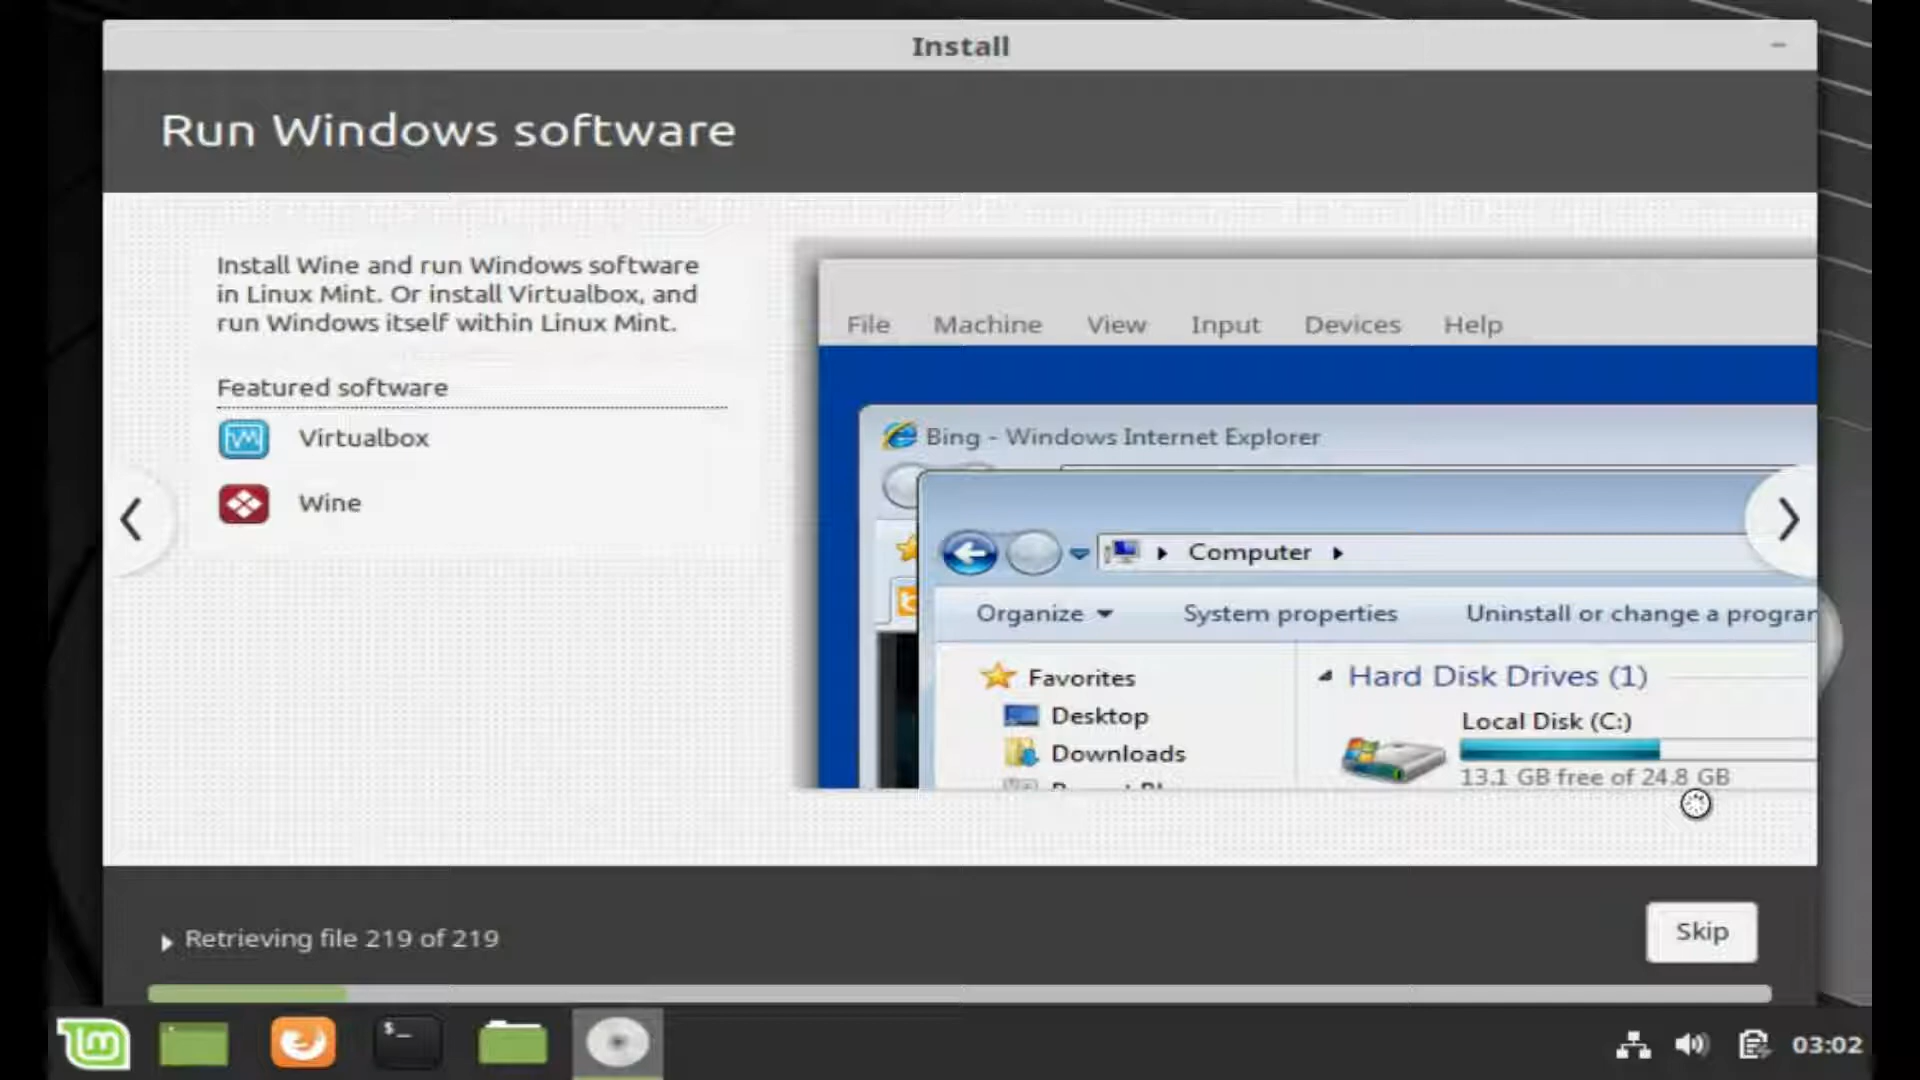 Install
Run Windows software
Install Wine and run Windows software
in Linux Mint. Or install Virtualbox, and
run Windows itself within Linux Mint.
Featured software
Virtualbox
Wine
File Machine View Input Devices Help
Bing - Windows Internet Explorer
Computer
Organize System properties Uninstall or change a program
Favorites
Desktop
Downloads
Hard Disk Drives (1)
Local Disk (C:)
13.1 GB free of 24.8 GB
Retrieving file 219 of 219
Skip
03:02